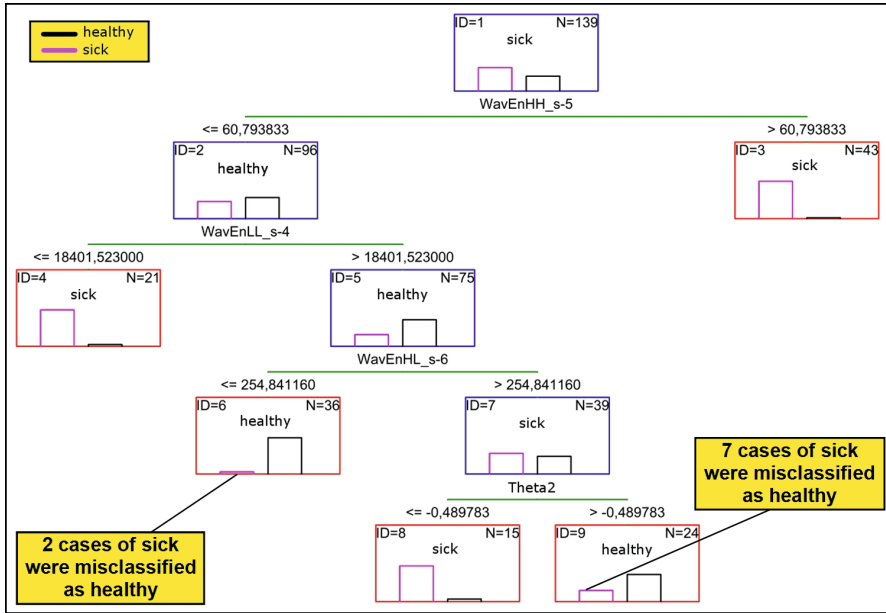 healthy
sick
ID=1 N=139
sick
WavEnHH_s-5
<= 60,793833 > 60,793833
ID=2 N=96
healthy
ID=3 N=43
sick
WavEnLL_s-4
<= 18401,523000 > 18401,523000
ID=4 N=21
sick
ID=5 N=75
healthy
WavEnHL_s-6
<= 254,841160 > 254,841160
ID=6 N=36
healthy
ID=7 N=39
sick
7 cases of sick
were misclassified
as healthy
Theta2
<= -0,489783 > -0,489783
ID=8 N=15
sick
ID=9 N=24
healthy
2 cases of sick
were misclassified
as healthy